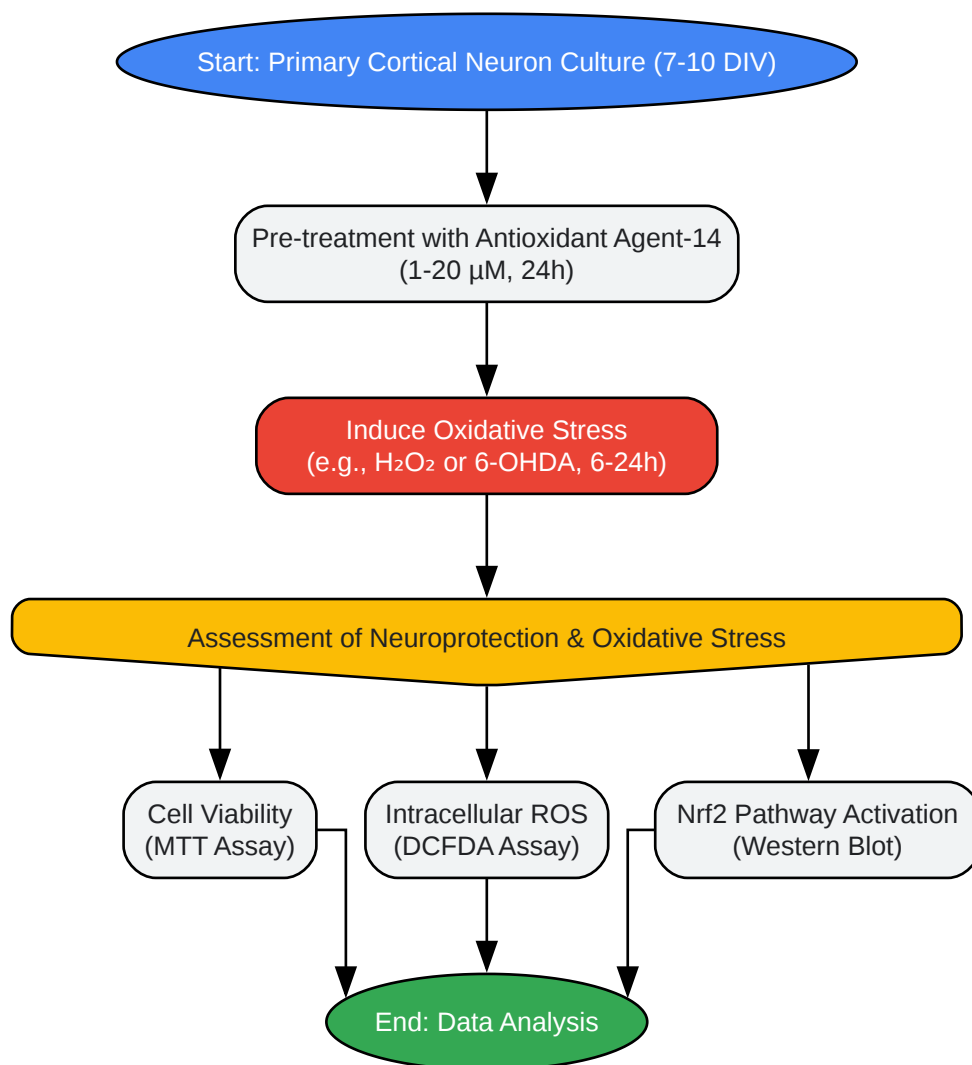 Start: Primary Cortical Neuron Culture (7-10 DIV)
Pre-treatment with Antioxidant Agent-14
(1-20 µM, 24h)
Induce Oxidative Stress
(e.g., H₂O₂ or 6-OHDA, 6-24h)
Assessment of Neuroprotection & Oxidative Stress
Cell Viability
(MTT Assay)
Intracellular ROS
(DCFDA Assay)
Nrf2 Pathway Activation
(Western Blot)
End: Data Analysis